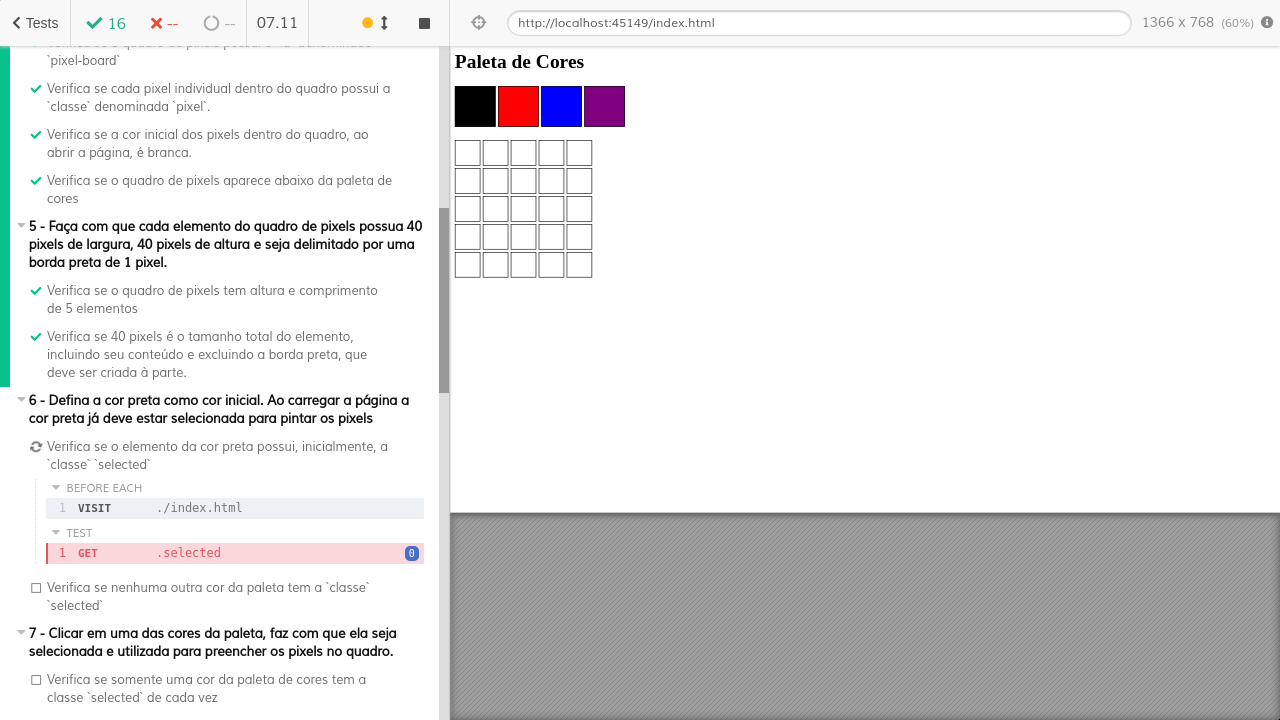 Tests
16
--
--
07.11
http://localhost:45149/index.html
1366 x 768 (60%)
`pixel-board`
Verifica se cada pixel individual dentro do quadro possui a
`classe` denominada `pixel`.
Verifica se a cor inicial dos pixels dentro do quadro, ao
abrir a página, é branca.
Verifica se o quadro de pixels aparece abaixo da paleta de
cores
5 - Faça com que cada elemento do quadro de pixels possua 40
pixels de largura, 40 pixels de altura e seja delimitado por uma
borda preta de 1 pixel.
Verifica se o quadro de pixels tem altura e comprimento
de 5 elementos
Verifica se 40 pixels é o tamanho total do elemento,
incluindo seu conteúdo e excluindo a borda preta, que
deve ser criada à parte.
6 - Defina a cor preta como cor inicial. Ao carregar a página a
cor preta já deve estar selecionada para pintar os pixels
Verifica se o elemento da cor preta possui, inicialmente, a
`classe` `selected`
BEFORE EACH
1 VISIT ./index.html
TEST
1 GET .selected 0
Verifica se nenhuma outra cor da paleta tem a `classe`
`selected`
7 - Clicar em uma das cores da paleta, faz com que ela seja
selecionada e utilizada para preencher os pixels no quadro.
Verifica se somente uma cor da paleta de cores tem a
classe `selected` de cada vez
Paleta de Cores